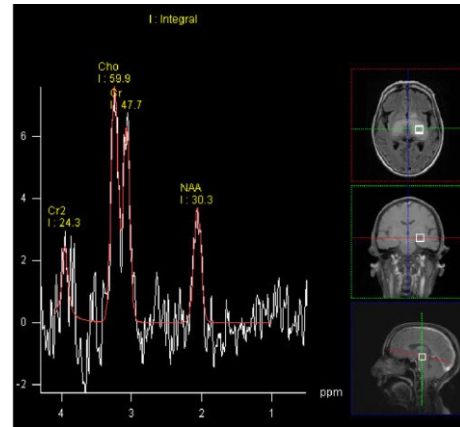 I : Integral
Cho
I : 59.9
Cr
I : 47.7
NAA
I : 30.3
Cr2
I : 24.3
6
4
2
0
-2
4 3 2 1 ppm